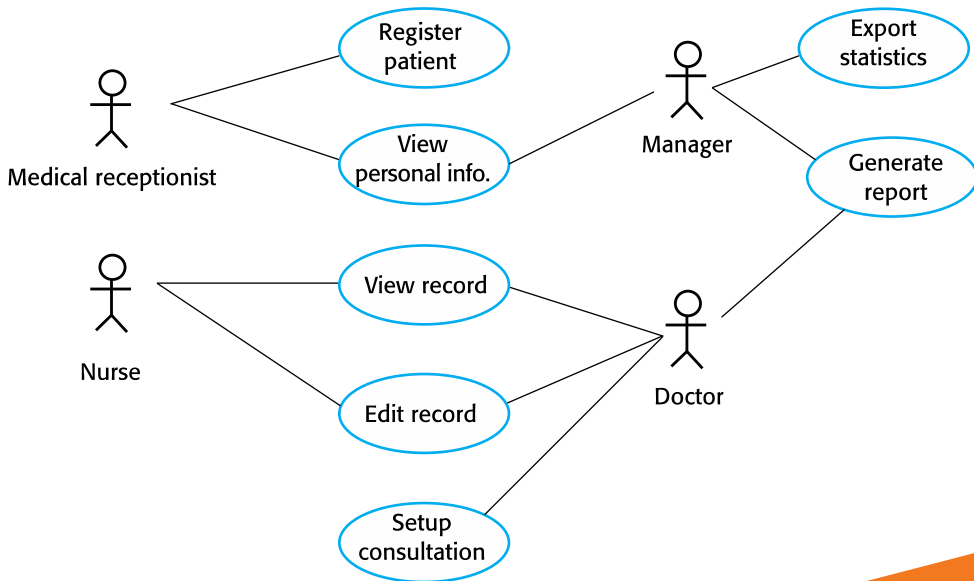 Register
patient
Export
statistics
Medical receptionist
View
personal info.
Manager
Generate
report
Nurse
View record
Edit record
Doctor
Setup
consultation